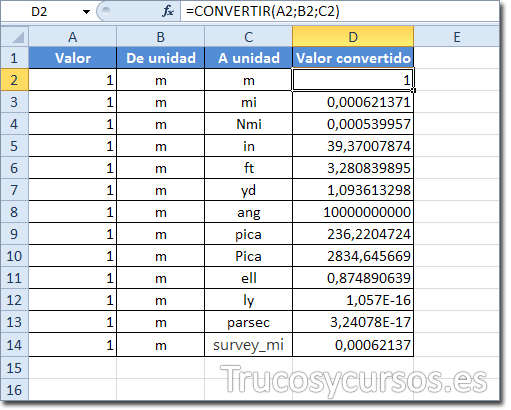 D2 fx =CONVERTIR(A2;B2;C2)
A B C D E
1 Valor De unidad A unidad Valor convertido
2 1 m m 1
3 1 m mi 0,000621371
4 1 m Nmi 0,000539957
5 1 m in 39,37007874
6 1 m ft 3,280839895
7 1 m yd 1,093613298
8 1 m ang 10000000000
9 1 m pica 236,2204724
10 1 m Pica 2834,645669
11 1 m ell 0,874890639
12 1 m ly 1,057E-16
13 1 m parsec 3,24078E-17
14 1 m survey_mi 0,00062137
15
16
Trucosycursos.es